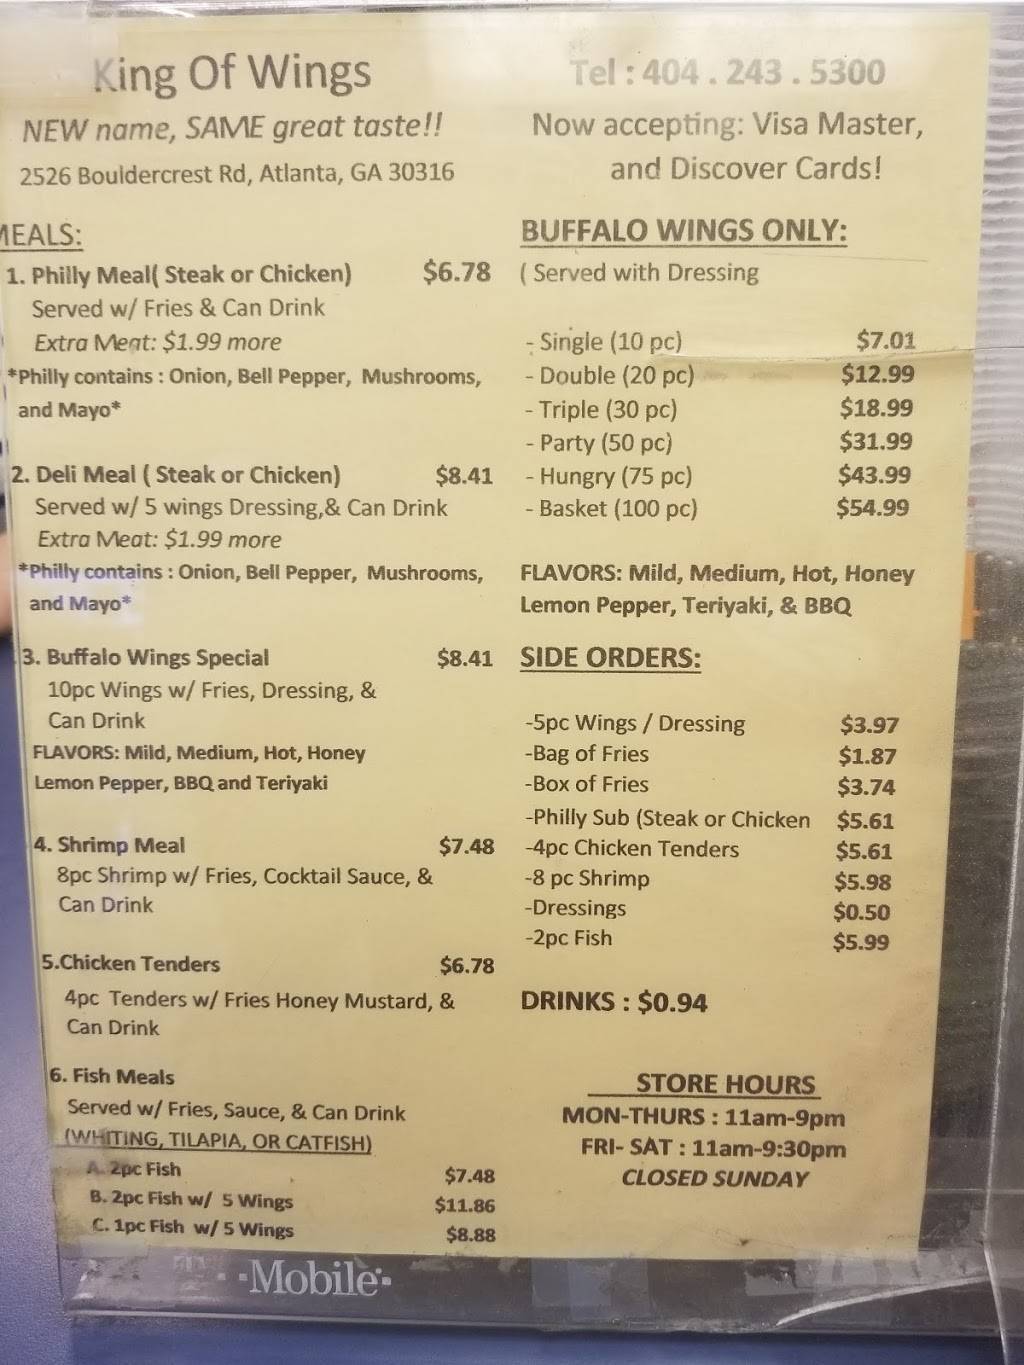 King Of Wings
NEW name, SAME great taste!!
2526 Bouldercrest Rd, Atlanta, GA 30316
Tel : 404 . 243 . 5300
Now accepting: Visa Master,
and Discover Cards!
MEALS:
1. Philly Meal( Steak or Chicken) $6.78
Served w/ Fries & Can Drink
Extra Meat: $1.99 more
*Philly contains : Onion, Bell Pepper, Mushrooms,
and Mayo*
2. Deli Meal ( Steak or Chicken) $8.41
Served w/ 5 wings Dressing,& Can Drink
Extra Meat: $1.99 more
*Philly contains : Onion, Bell Pepper, Mushrooms,
and Mayo*
3. Buffalo Wings Special $8.41
10pc Wings w/ Fries, Dressing, &
Can Drink
FLAVORS: Mild, Medium, Hot, Honey
Lemon Pepper, BBQ and Teriyaki
4. Shrimp Meal $7.48
8pc Shrimp w/ Fries, Cocktail Sauce, &
Can Drink
5.Chicken Tenders $6.78
4pc Tenders w/ Fries Honey Mustard, &
Can Drink
6. Fish Meals
Served w/ Fries, Sauce, & Can Drink
(WHITING, TILAPIA, OR CATFISH)
A. 2pc Fish $7.48
B. 2pc Fish w/ 5 Wings $11.86
C. 1pc Fish w/ 5 Wings $8.88
BUFFALO WINGS ONLY:
( Served with Dressing
- Single (10 pc) $7.01
- Double (20 pc) $12.99
- Triple (30 pc) $18.99
- Party (50 pc) $31.99
- Hungry (75 pc) $43.99
- Basket (100 pc) $54.99
FLAVORS: Mild, Medium, Hot, Honey
Lemon Pepper, Teriyaki, & BBQ
SIDE ORDERS:
-5pc Wings / Dressing $3.97
-Bag of Fries $1.87
-Box of Fries $3.74
-Philly Sub (Steak or Chicken $5.61
-4pc Chicken Tenders $5.61
-8 pc Shrimp $5.98
-Dressings $0.50
-2pc Fish $5.99
DRINKS : $0.94
STORE HOURS
MON-THURS : 11am-9pm
FRI- SAT : 11am-9:30pm
CLOSED SUNDAY
T - -Mobile-